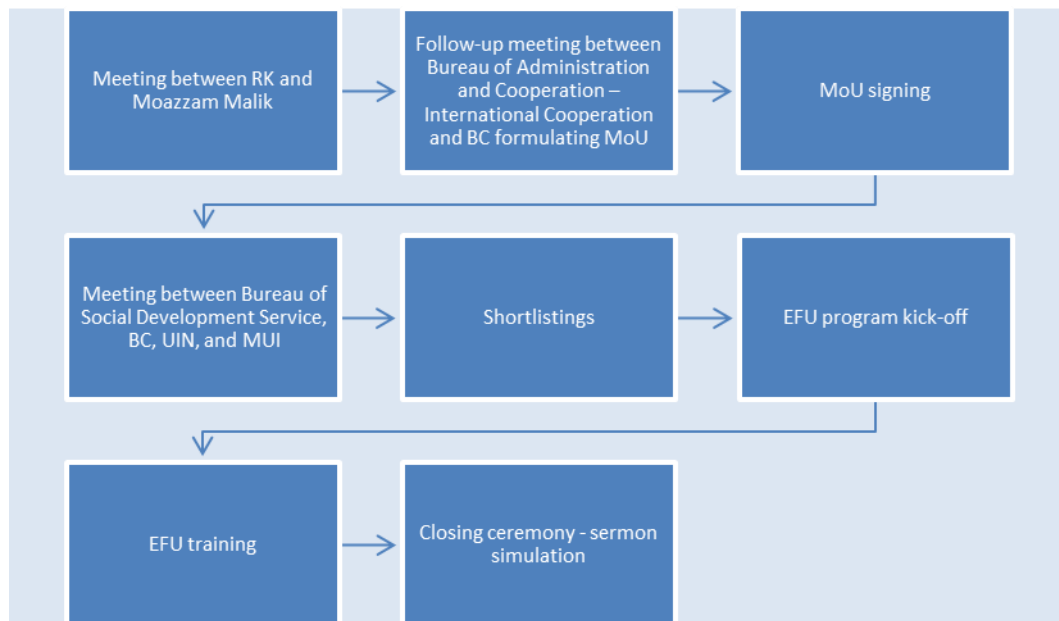 Meeting between RK and
Moazzam Malik
Follow-up meeting between
Bureau of Administration
and Cooperation –
International Cooperation
and BC formulating MoU
MoU signing
Meeting between Bureau of
Social Development Service,
BC, UIN, and MUI
Shortlistings
EFU program kick-off
EFU training
Closing ceremony - sermon
simulation